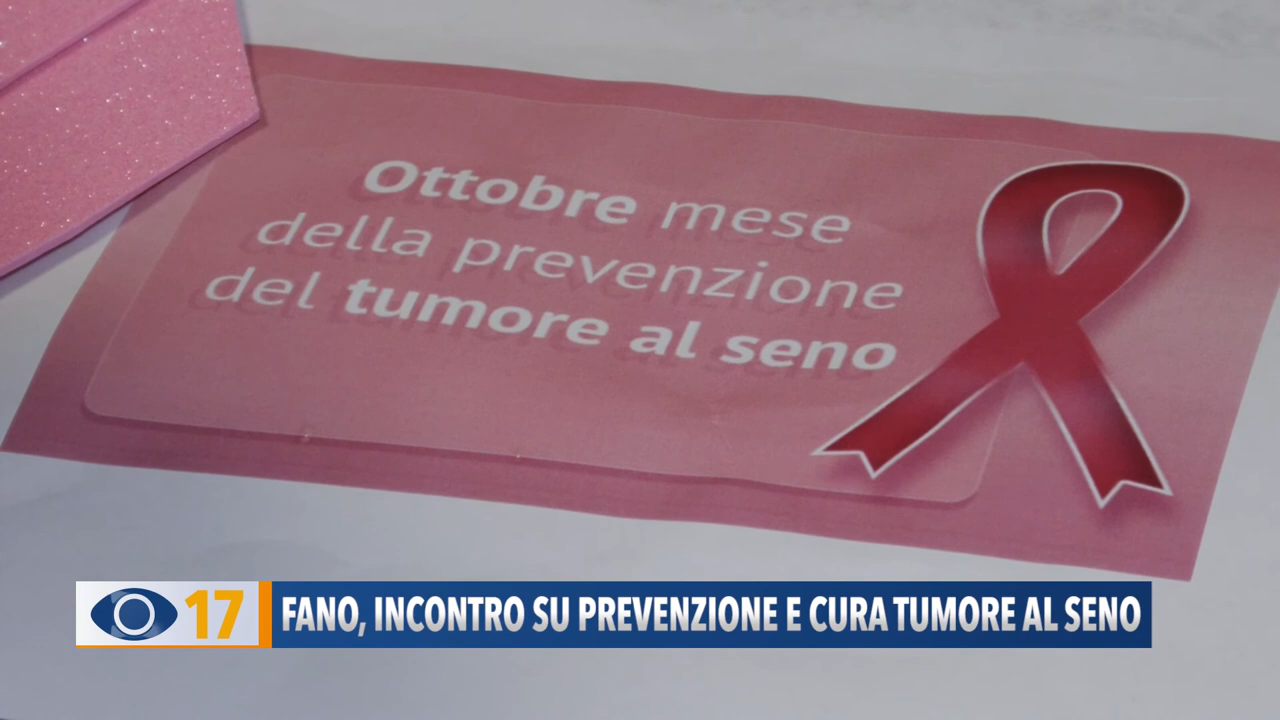 Ottobre mese
della prevenzione
del tumore al seno
17
FANO, INCONTRO SU PREVENZIONE E CURA TUMORE AL SENO